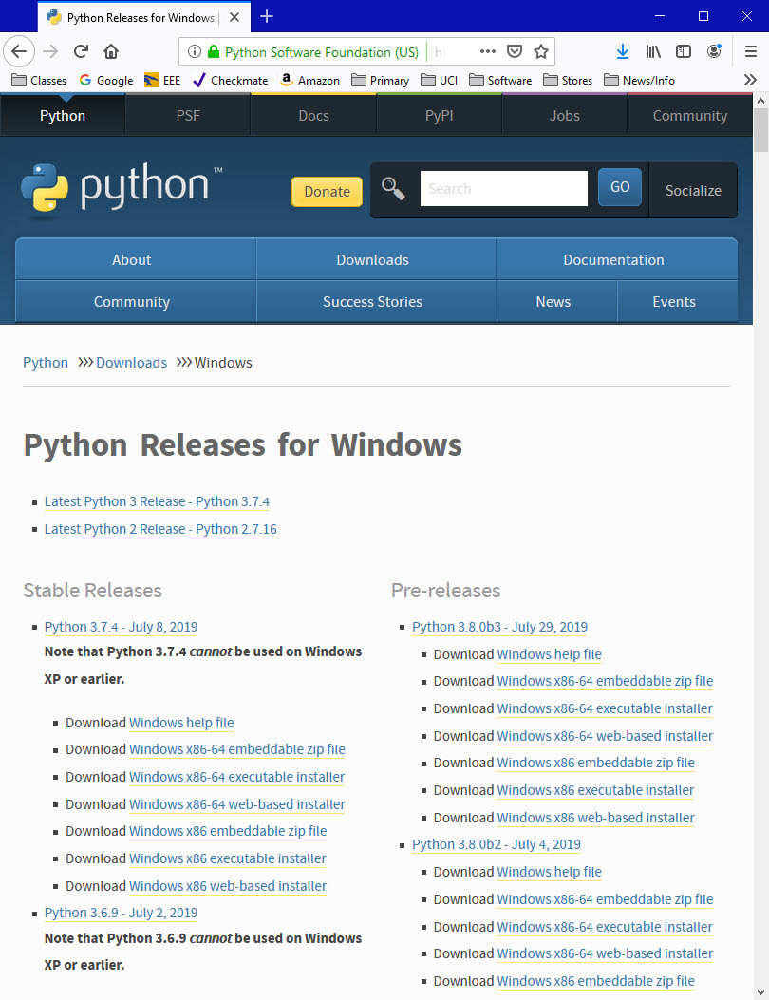 Python Releases for Windows |
Python Software Foundation (US)
Classes Google EEE Checkmate Amazon Primary UCI Software Stores News/Info
Python PSF Docs PyPI Jobs Community
python™ Donate Search GO Socialize
About Downloads Documentation
Community Success Stories News Events
Python Downloads Windows
Python Releases for Windows
Latest Python 3 Release - Python 3.7.4
Latest Python 2 Release - Python 2.7.16
Stable Releases
Python 3.7.4 - July 8, 2019
Note that Python 3.7.4 cannot be used on Windows
XP or earlier.
Download Windows help file
Download Windows x86-64 embeddable zip file
Download Windows x86-64 executable installer
Download Windows x86-64 web-based installer
Download Windows x86 embeddable zip file
Download Windows x86 executable installer
Download Windows x86 web-based installer
Python 3.6.9 - July 2, 2019
Note that Python 3.6.9 cannot be used on Windows
XP or earlier.
Pre-releases
Python 3.8.0b3 - July 29, 2019
Download Windows help file
Download Windows x86-64 embeddable zip file
Download Windows x86-64 executable installer
Download Windows x86-64 web-based installer
Download Windows x86 embeddable zip file
Download Windows x86 executable installer
Download Windows x86 web-based installer
Python 3.8.0b2 - July 4, 2019
Download Windows help file
Download Windows x86-64 embeddable zip file
Download Windows x86-64 executable installer
Download Windows x86-64 web-based installer
Download Windows x86 embeddable zip file